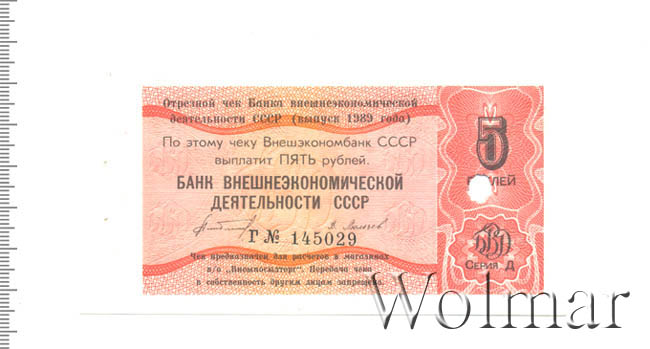 Отрезной чек Банка внешнеэкономической
деятельности СССР (выпуск 1989 года)
По этому чеку Внешэкономбанк СССР
выплатит ПЯТЬ рублей.
БАНК ВНЕШНЕЭКОНОМИЧЕСКОЙ
ДЕЯТЕЛЬНОСТИ СССР
Г № 145029
Чек предназначен для расчетов в магазинах
в/о „Внешпосылторг". Передача чека
в собственность другим лицам запрещена.
5
РУБЛЕЙ
Серия Д
Wolmar